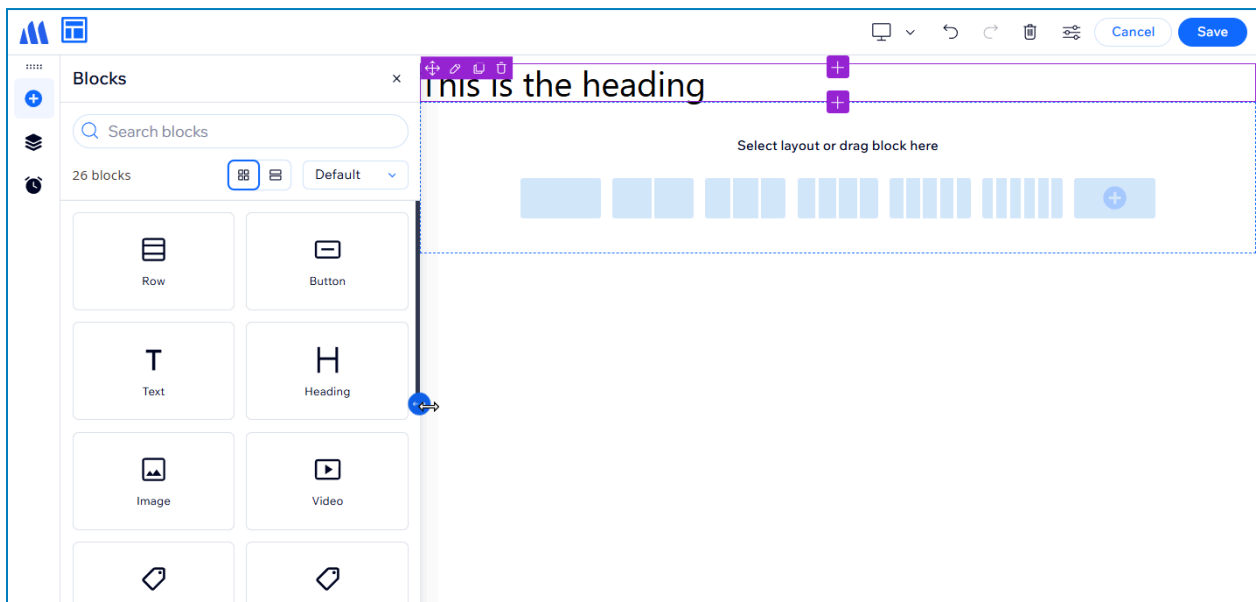 Cancel
Save
Blocks
This is the heading
Search blocks
Select layout or drag block here
26 blocks
Default
Row
Button
Text
Heading
Image
Video